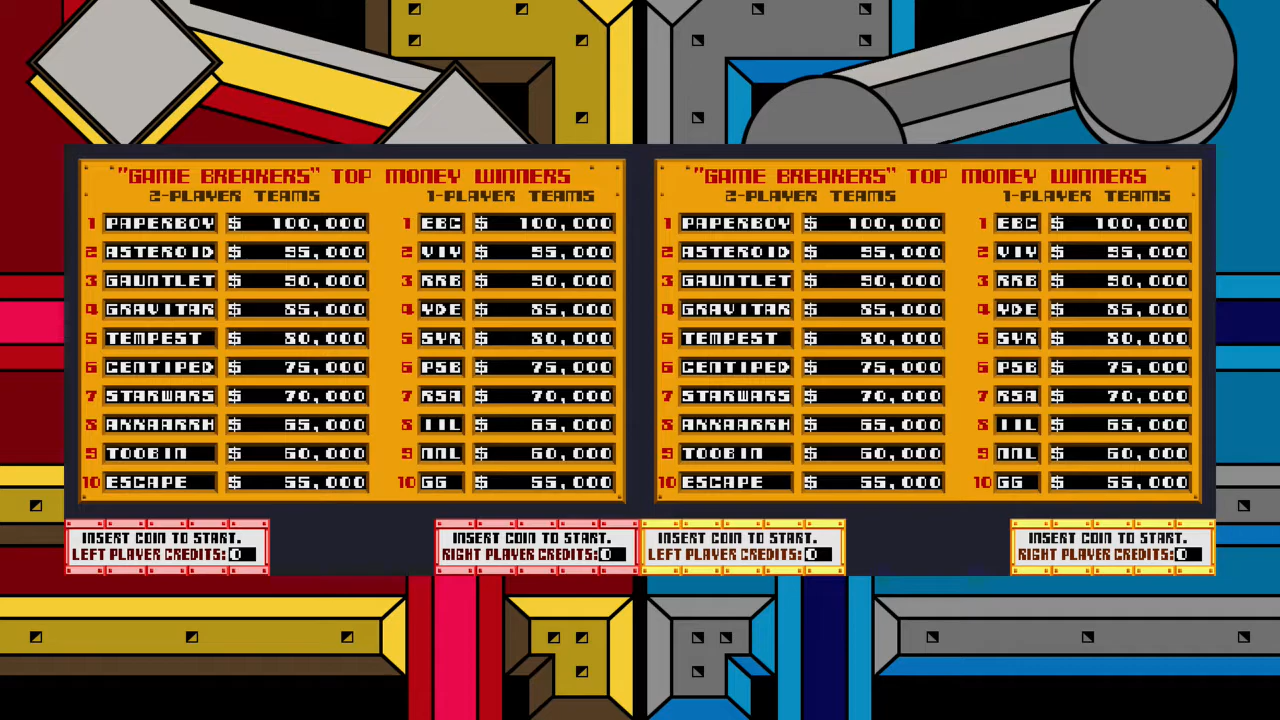 "GAME BREAKERS" TOP MONEY WINNERS
2-PLAYER TEAMS 1-PLAYER TEAMS
1 PAPERBOY $ 100,000 1 EBC $ 100,000
2 ASTEROID $ 95,000 2 VIY $ 95,000
3 GAUNTLET $ 90,000 3 RRB $ 90,000
4 GRAVITAR $ 85,000 4 YDE $ 85,000
5 TEMPEST $ 80,000 5 SYR $ 80,000
6 CENTIPED $ 75,000 6 PSB $ 75,000
7 STARWARS $ 70,000 7 RSA $ 70,000
8 ANNAARRH $ 65,000 8 IIL $ 65,000
9 TOOBIN $ 60,000 9 NNL $ 60,000
10 ESCAPE $ 55,000 10 GG $ 55,000
INSERT COIN TO START.
LEFT PLAYER CREDITS: 0
INSERT COIN TO START.
RIGHT PLAYER CREDITS: 0
"GAME BREAKERS" TOP MONEY WINNERS
2-PLAYER TEAMS 1-PLAYER TEAMS
1 PAPERBOY $ 100,000 1 EBC $ 100,000
2 ASTEROID $ 95,000 2 VIY $ 95,000
3 GAUNTLET $ 90,000 3 RRB $ 90,000
4 GRAVITAR $ 85,000 4 YDE $ 85,000
5 TEMPEST $ 80,000 5 SYR $ 80,000
6 CENTIPED $ 75,000 6 PSB $ 75,000
7 STARWARS $ 70,000 7 RSA $ 70,000
8 ANNAARRH $ 65,000 8 IIL $ 65,000
9 TOOBIN $ 60,000 9 NNL $ 60,000
10 ESCAPE $ 55,000 10 GG $ 55,000
INSERT COIN TO START.
LEFT PLAYER CREDITS: 0
INSERT COIN TO START.
RIGHT PLAYER CREDITS: 0